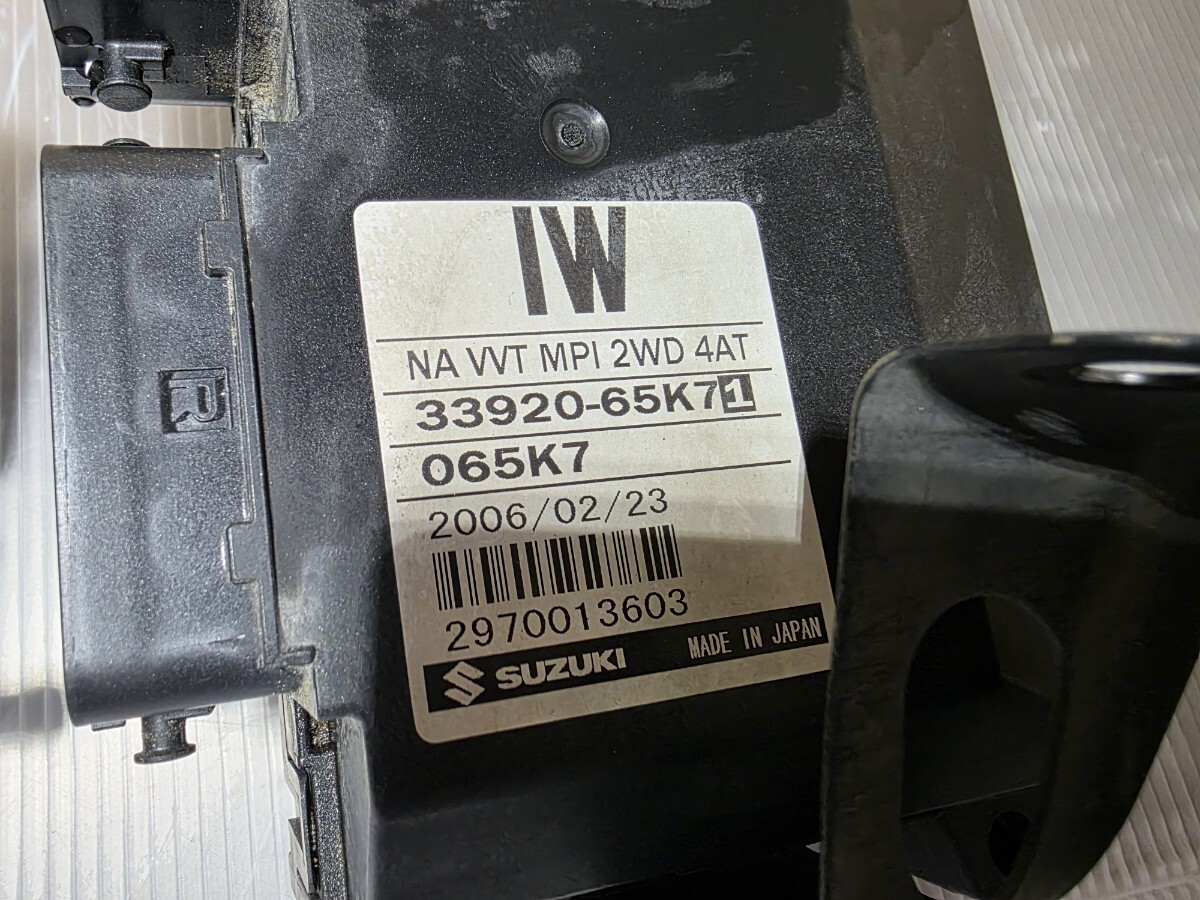 IW
NA VVT MPI 2WD 4AT
33920-65K71
065K7
2006/02/23
2970013603
SUZUKI MADE IN JAPAN